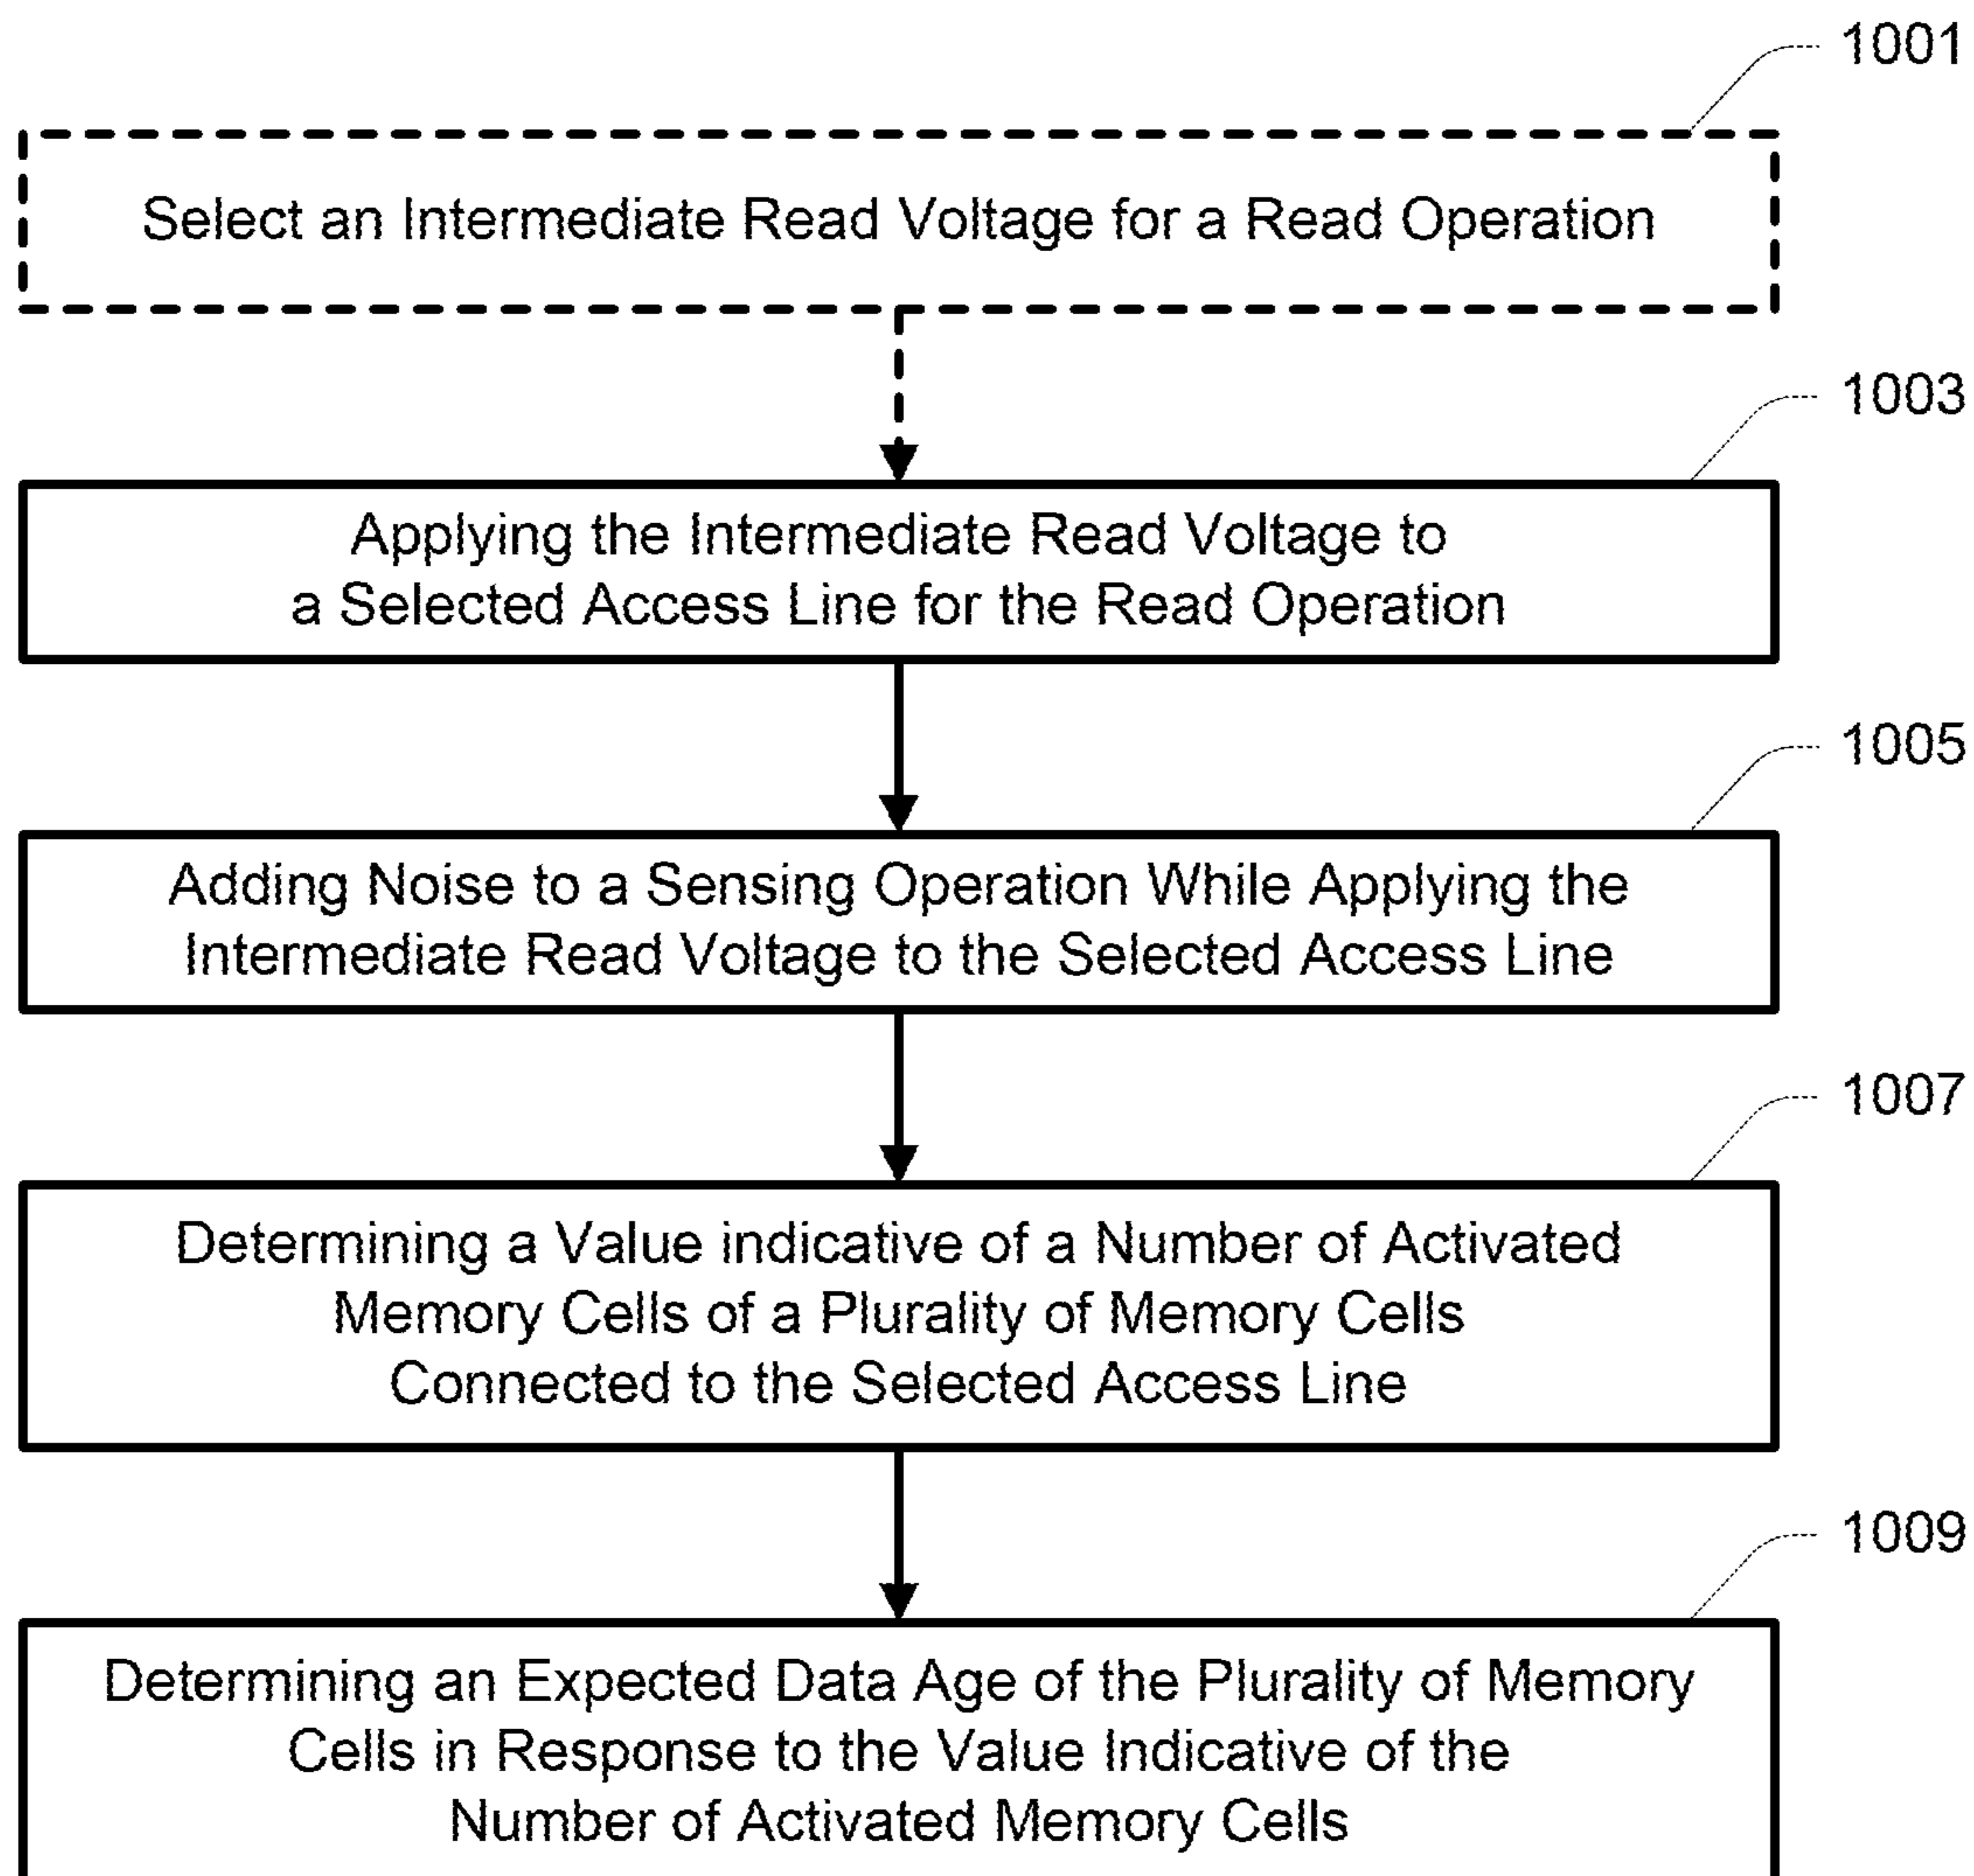 1001
Select an Intermediate Read Voltage for a Read Operation
1003
Applying the Intermediate Read Voltage to
a Selected Access Line for the Read Operation
1005
Adding Noise to a Sensing Operation While Applying the
Intermediate Read Voltage to the Selected Access Line
1007
Determining a Value indicative of a Number of Activated
Memory Cells of a Plurality of Memory Cells
Connected to the Selected Access Line
1009
Determining an Expected Data Age of the Plurality of Memory
Cells in Response to the Value Indicative of the
Number of Activated Memory Cells